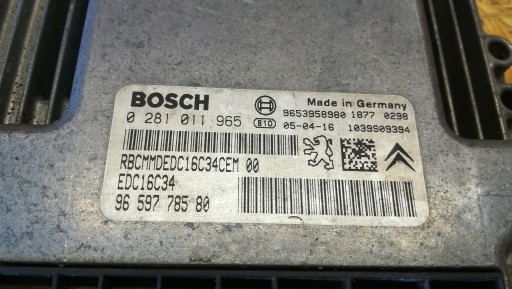 BOSCH
Made in Germany
9653958980 1877 0298
0 281 011 965
B10
05-04-16
1039S09394
RBCMMDEDC16C34CEM 00
EDC16C34
96 597 785 80